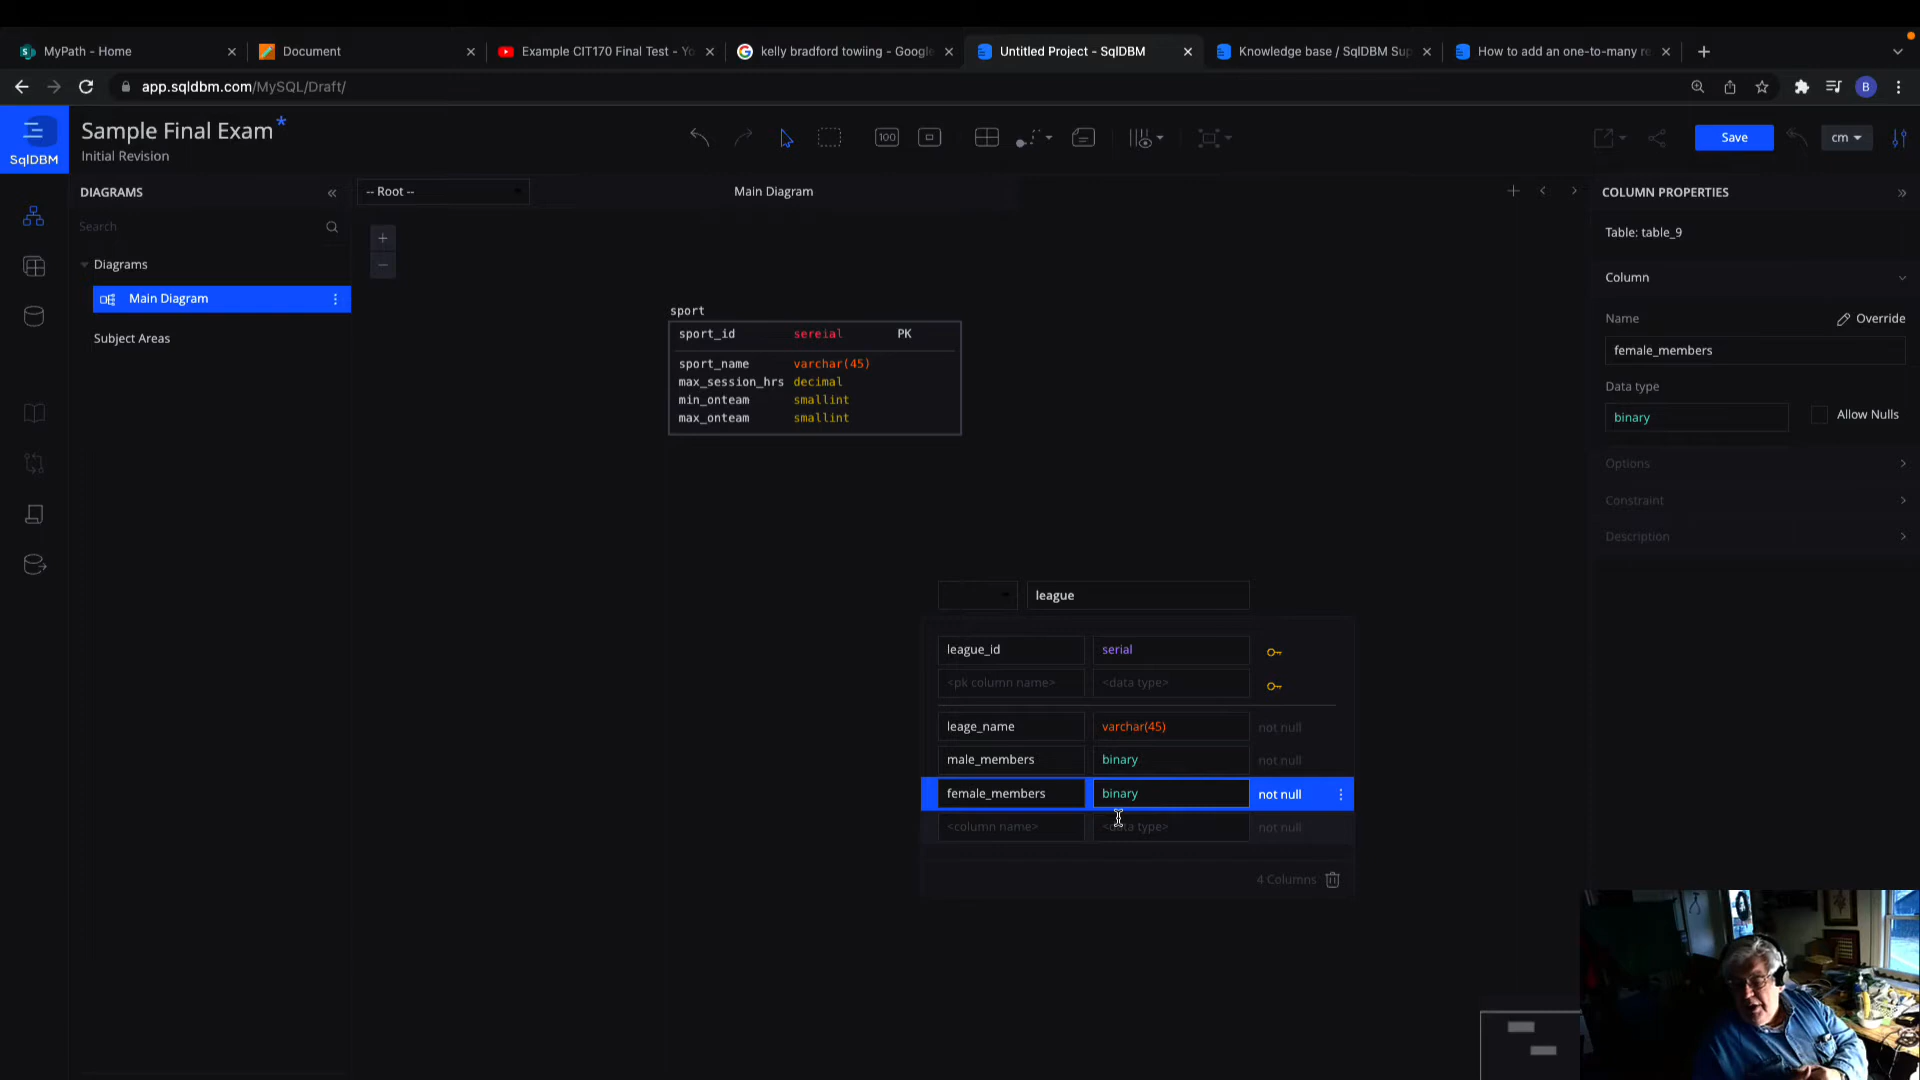 MyPath - Home
Document
Example CIT170 Final Test - Yo
kelly bradford towiing - Google
Untitled Project - SqlDBM
Knowledge base / SqlDBM Sup
How to add an one-to-many re
app.sqldbm.com/MySQL/Draft/
B
SqlDBM
Sample Final Exam*
Initial Revision
100
Save
cm
DIAGRAMS
-- Root --
Main Diagram
COLUMN PROPERTIES
Search
Table: table_9
Diagrams
Column
Main Diagram
Name
Override
Subject Areas
female_members
Data type
binary
Allow Nulls
Options
Constraint
Description
sport
sport_id sereial PK
sport_name varchar(45)
max_session_hrs decimal
min_onteam smallint
max_onteam smallint
league
league_id serial
<pk column name> <data type>
leage_name varchar(45) not null
male_members binary not null
female_members binary not null
<column name> <data type> not null
4 Columns